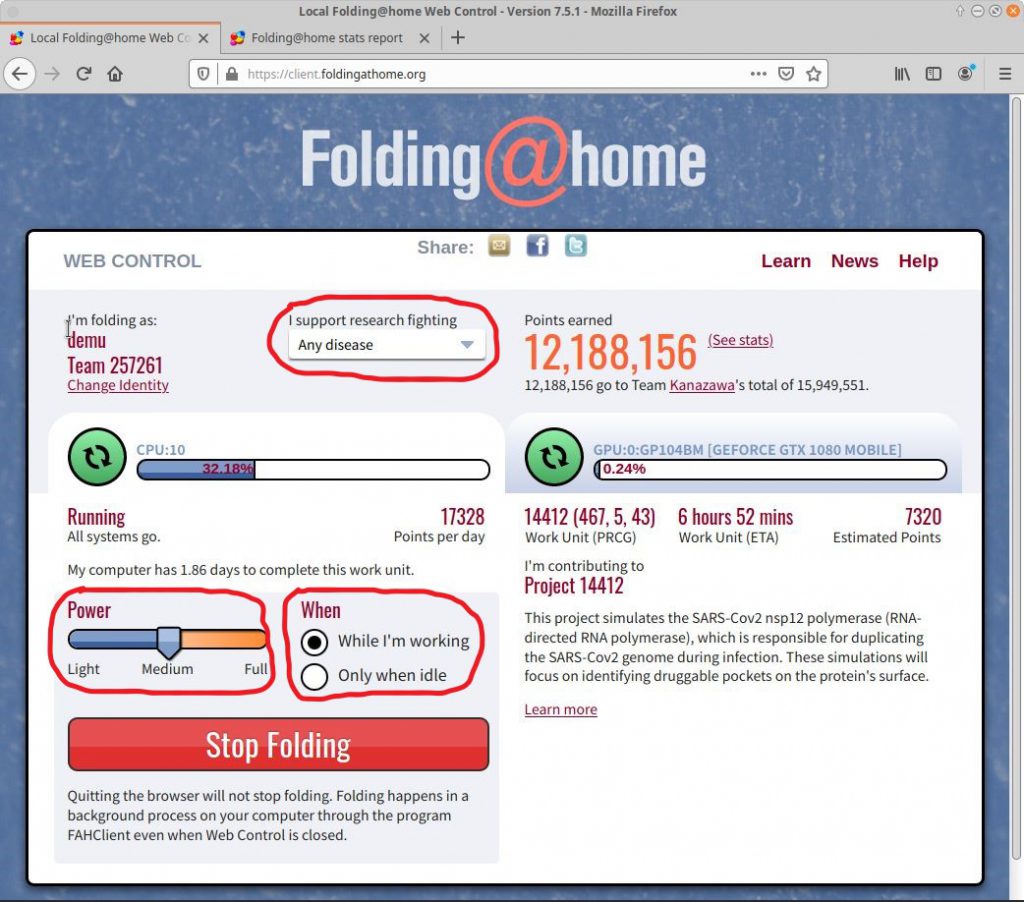 Local Folding@home Web Control - Version 7.5.1 - Mozilla Firefox
Local Folding@home Web Co
Folding@home stats report
https://client.foldingathome.org
Folding@home
WEB CONTROL
Share:
Learn News Help
I'm folding as:
demu
Team 257261
Change Identity
I support research fighting
Any disease
Points earned
12,188,156 (See stats)
12,188,156 go to Team Kanazawa's total of 15,949,551.
CPU:10
32.18%
GPU:0:GP104BM [GEFORCE GTX 1080 MOBILE]
0.24%
Running 17328
All systems go. Points per day
My computer has 1.86 days to complete this work unit.
Power
Light Medium Full
When
While I'm working
Only when idle
Stop Folding
Quitting the browser will not stop folding. Folding happens in a
background process on your computer through the program
FAHClient even when Web Control is closed.
14412 (467, 5, 43) 6 hours 52 mins 7320
Work Unit (PRCG) Work Unit (ETA) Estimated Points
I'm contributing to
Project 14412
This project simulates the SARS-Cov2 nsp12 polymerase (RNA-
directed RNA polymerase), which is responsible for duplicating
the SARS-Cov2 genome during infection. These simulations will
focus on identifying druggable pockets on the protein's surface.
Learn more